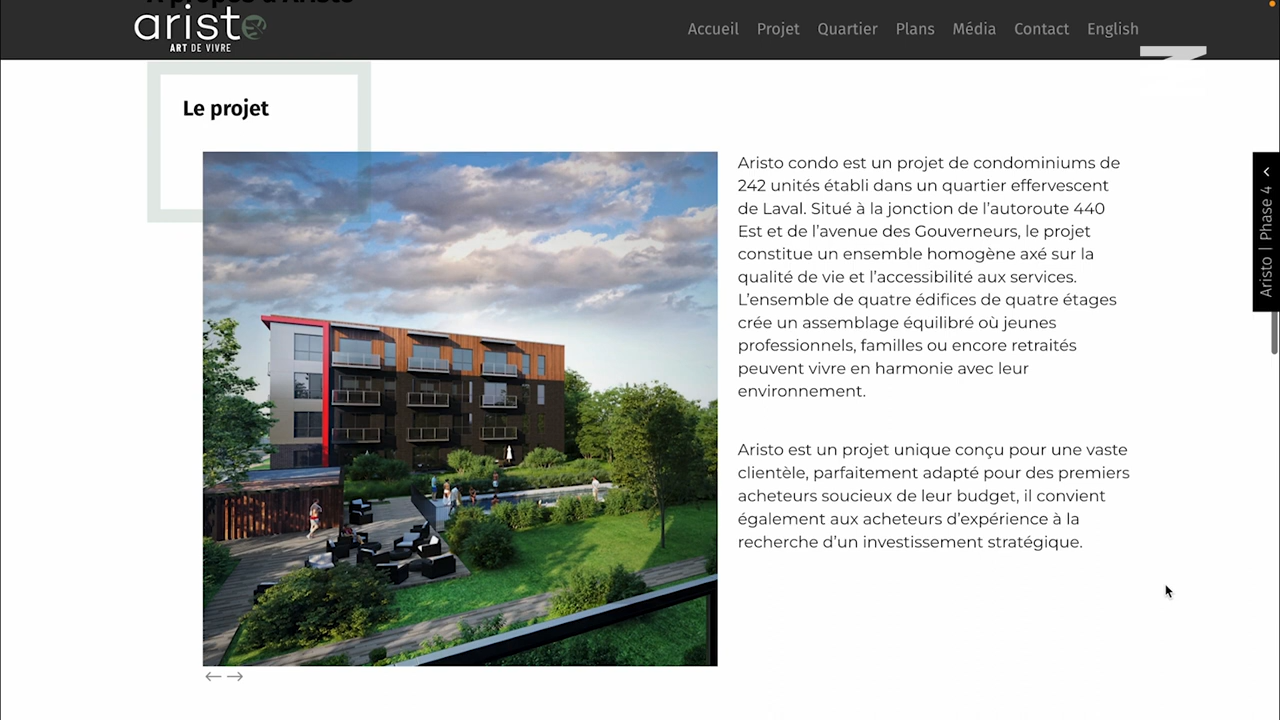 À propos d'Aristo
aristo
ART DE VIVRE
Accueil
Projet
Quartier
Plans
Média
Contact
English
Le projet
Aristo condo est un projet de condominiums de
242 unités établi dans un quartier effervescent
de Laval. Situé à la jonction de l’autoroute 440
Est et de l’avenue des Gouverneurs, le projet
constitue un ensemble homogène axé sur la
qualité de vie et l’accessibilité aux services.
L’ensemble de quatre édifices de quatre étages
crée un assemblage équilibré où jeunes
professionnels, familles ou encore retraités
peuvent vivre en harmonie avec leur
environnement.
Aristo est un projet unique conçu pour une vaste
clientèle, parfaitement adapté pour des premiers
acheteurs soucieux de leur budget, il convient
également aux acheteurs d’expérience à la
recherche d’un investissement stratégique.
Aristo | Phase 4